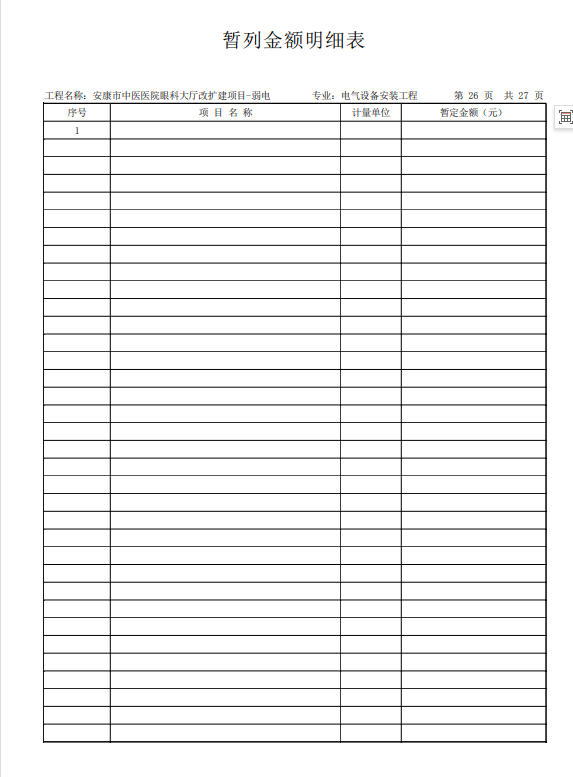 暂列金额明细表
工程名称：安康市中医医院眼科大厅改扩建项目-弱电 专业：电气设备安装工程 第 26 页 共 27 页
序号 项 目 名 称 计量单位 暂定金额（元）
1